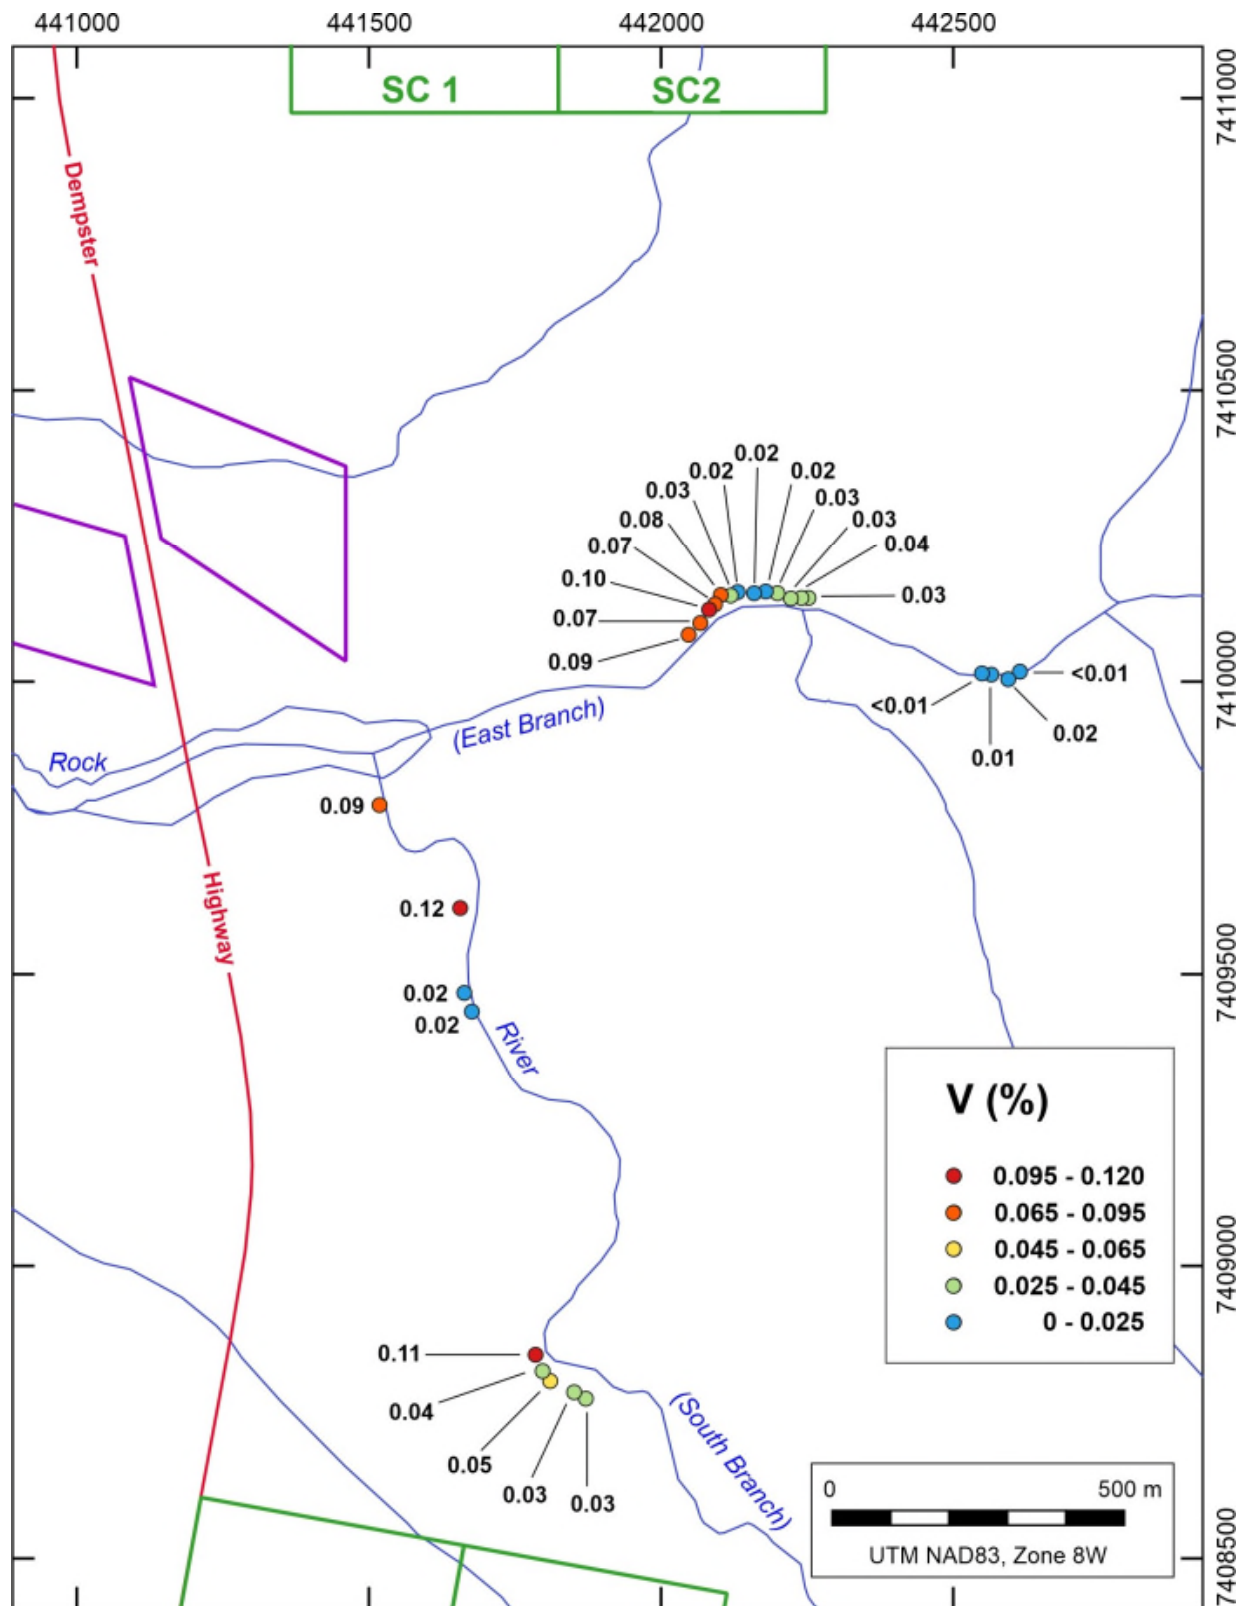 441000
441500
442000
442500
SC 1
SC2
7411000
Dempster
7410500
0.02
0.02
0.02
0.03
0.03
0.08
0.03
0.07
0.04
0.10
0.03
0.07
0.09
7410000
<0.01
<0.01
0.02
0.01
(East Branch)
Rock
0.09
Highway
0.12
7409500
0.02
0.02
River
V (%)
0.095 - 0.120
0.065 - 0.095
0.045 - 0.065
0.025 - 0.045
0 - 0.025
7409000
0.11
0.04
0.05
0.03
0.03
(South Branch)
0
500 m
UTM NAD83, Zone 8W
7408500